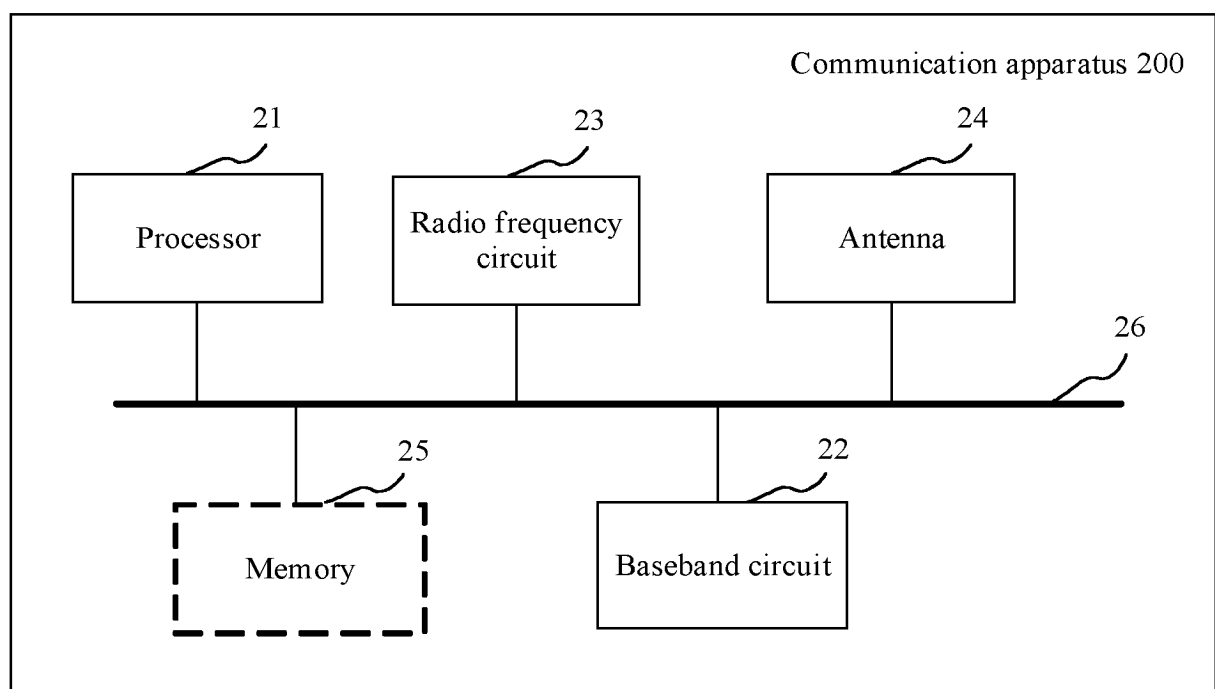 Communication apparatus 200
21
23
24
Processor
Radio frequency
circuit
Antenna
26
25
22
Memory
Baseband circuit